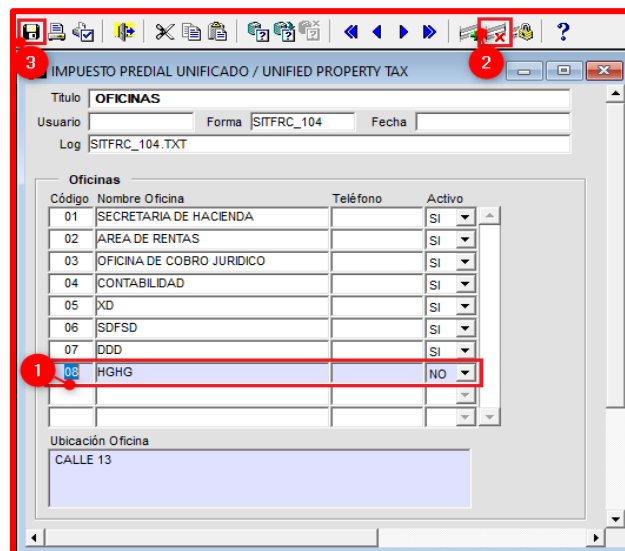 ?
3
2
IMPUESTO PREDIAL UNIFICADO / UNIFIED PROPERTY TAX
Titulo OFICINAS
Usuario Forma SITFRC_104 Fecha
Log SITFRC_104.TXT
Oficinas
Código Nombre Oficina Teléfono Activo
01 SECRETARIA DE HACIENDA SI
02 AREA DE RENTAS SI
03 OFICINA DE COBRO JURIDICO SI
04 CONTABILIDAD SI
05 XD SI
06 SDFSD SI
07 DDD SI
1 08 HGHG NO
Ubicación Oficina
CALLE 13